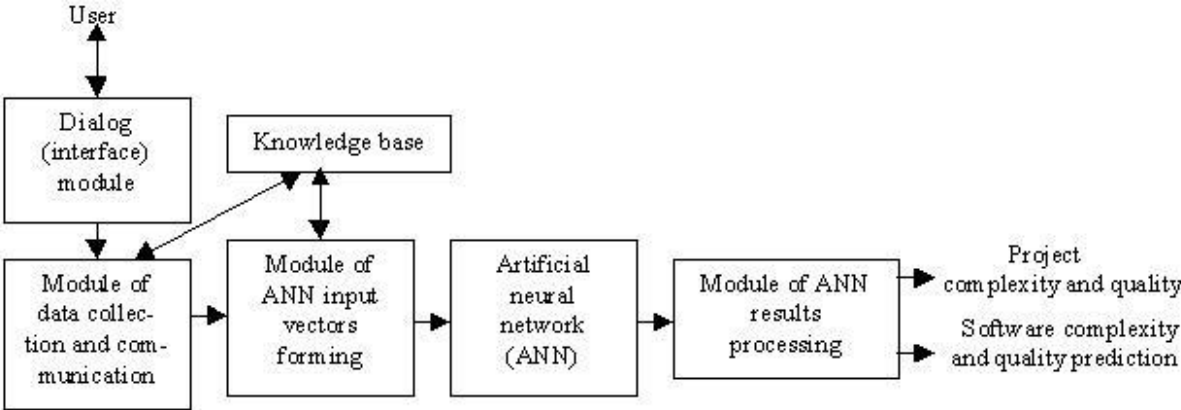 User
Dialog
(interface)
module
Knowledge base
Module of
data collec-
tion and com-
munication
Module of
ANN input
vectors
forming
Artificial
neural
network
(ANN)
Module of ANN
results
processing
Project
complexity and quality
Software complexity
and quality prediction